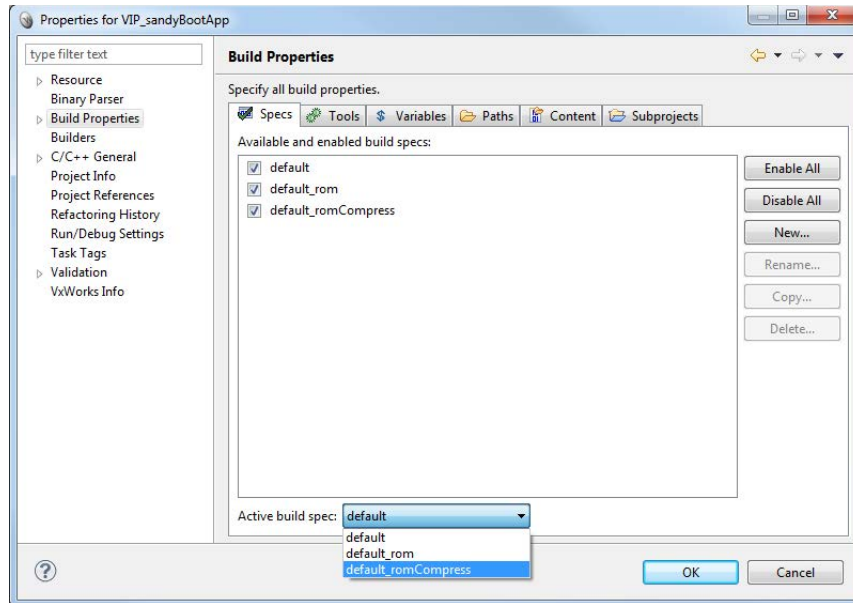 Properties for VIP_sandyBootApp
type filter text
Resource
Binary Parser
Build Properties
Builders
C/C++ General
Project Info
Project References
Refactoring History
Run/Debug Settings
Task Tags
Validation
VxWorks Info
Build Properties
Specify all build properties.
Specs Tools Variables Paths Content Subprojects
Available and enabled build specs:
default
default_rom
default_romCompress
Enable All
Disable All
New...
Rename...
Copy...
Delete...
Active build spec: default
default
default_rom
default_romCompress
OK Cancel